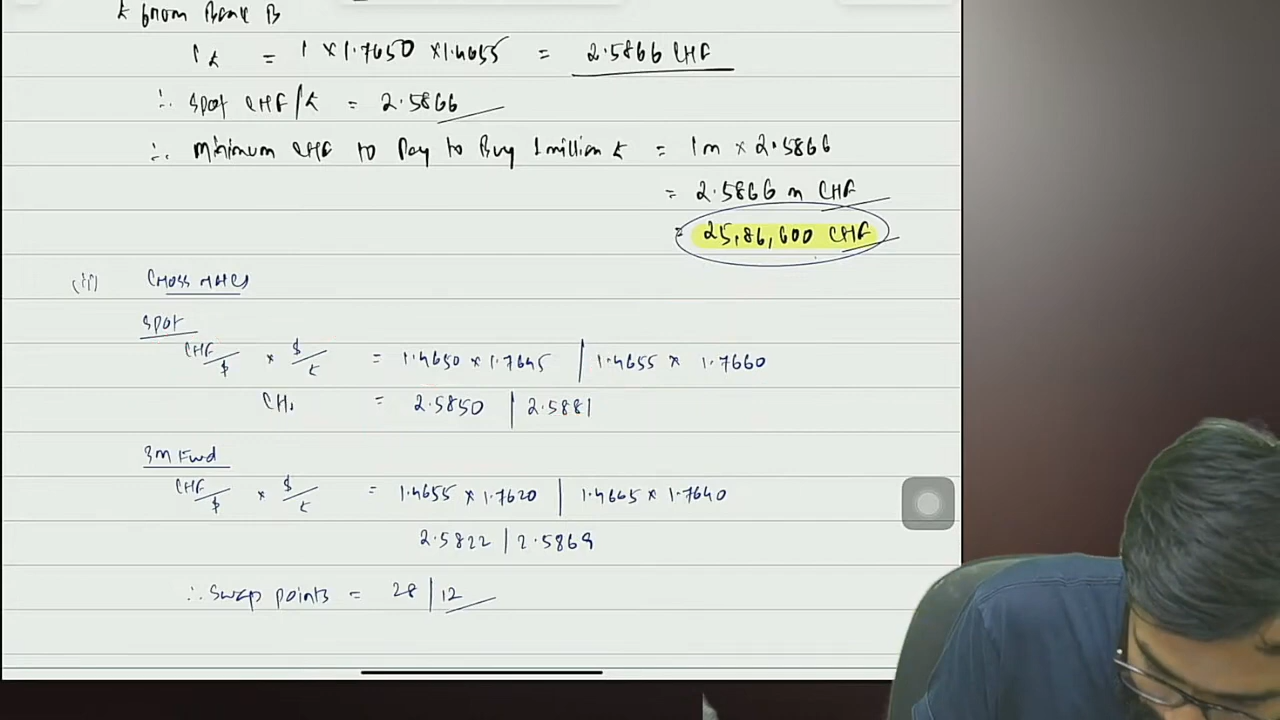 £ from Bank B
1 £ = 1 × 1.7650 × 1.4655 = 2.5866 CHF
∴ Spot CHF/£ = 2.5866
∴ Minimum CHF to Pay to Buy 1 million £ = 1m × 2.5866
= 2.5866 m CHF
= 25,86,600 CHF
(ii) Cross rates
Spot
CHF/$ × $/£ = 1.4650 × 1.7645 | 1.4655 × 1.7660
CH = 2.5850 | 2.5881
3m Fwd
CHF/$ × $/£ = 1.4655 × 1.7620 | 1.4665 × 1.7640
2.5822 | 2.5869
∴ Swap points = 28 | 12